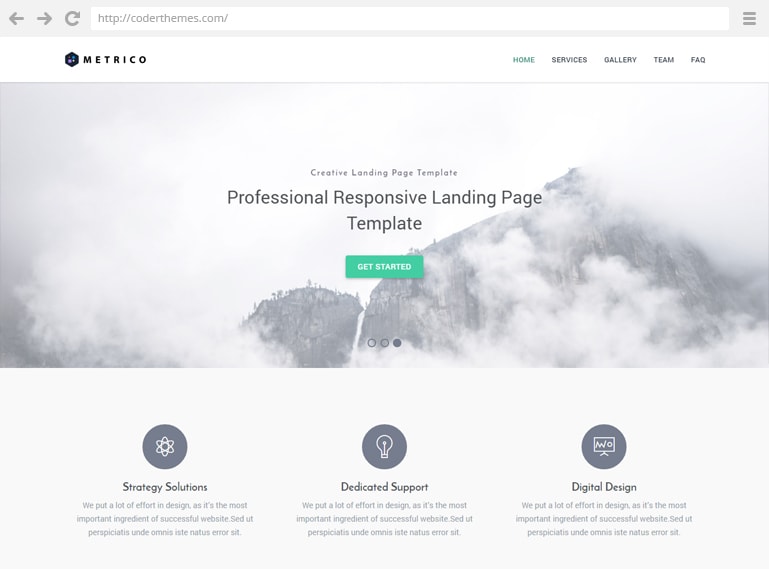 http://coderthemes.com/
METRICO
HOME SERVICES GALLERY TEAM FAQ
Creative Landing Page Template
Professional Responsive Landing Page
Template
GET STARTED
Strategy Solutions
We put a lot of effort in design, as it's the most
important ingredient of successful website.Sed ut
perspiciatis unde omnis iste natus error sit.
Dedicated Support
We put a lot of effort in design, as it's the most
important ingredient of successful website.Sed ut
perspiciatis unde omnis iste natus error sit.
Digital Design
We put a lot of effort in design, as it's the most
important ingredient of successful website.Sed ut
perspiciatis unde omnis iste natus error sit.